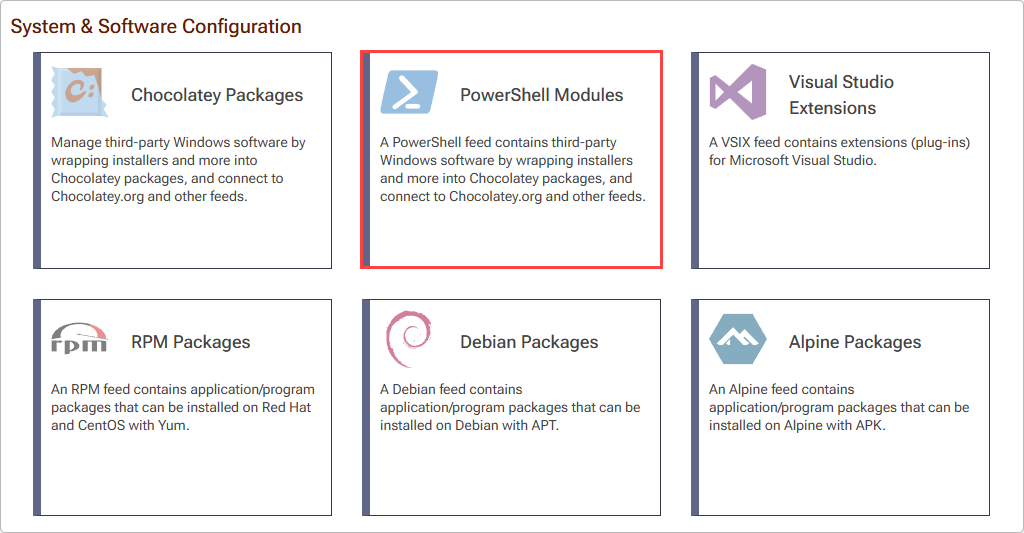 System & Software Configuration
C:
Chocolatey Packages
Manage third-party Windows software by
wrapping installers and more into
Chocolatey packages, and connect to
Chocolatey.org and other feeds.
PowerShell Modules
A PowerShell feed contains third-party
Windows software by wrapping installers
and more into Chocolatey packages, and
connect to Chocolatey.org and other feeds.
Visual Studio
Extensions
A VSIX feed contains extensions (plug-ins)
for Microsoft Visual Studio.
rpm
RPM Packages
An RPM feed contains application/program
packages that can be installed on Red Hat
and CentOS with Yum.
Debian Packages
A Debian feed contains
application/program packages that can be
installed on Debian with APT.
Alpine Packages
An Alpine feed contains
application/program packages that can be
installed on Alpine with APK.